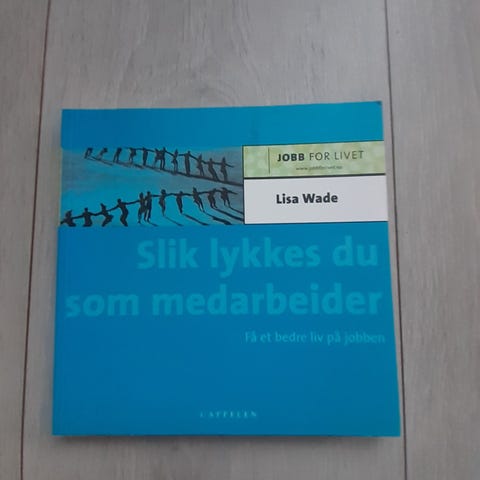 JOBB FOR LIVET
www.jobbforlivet.no
Lisa Wade
Slik lykkes du
som medarbeider
Få et bedre liv på jobben
CAPPELEN